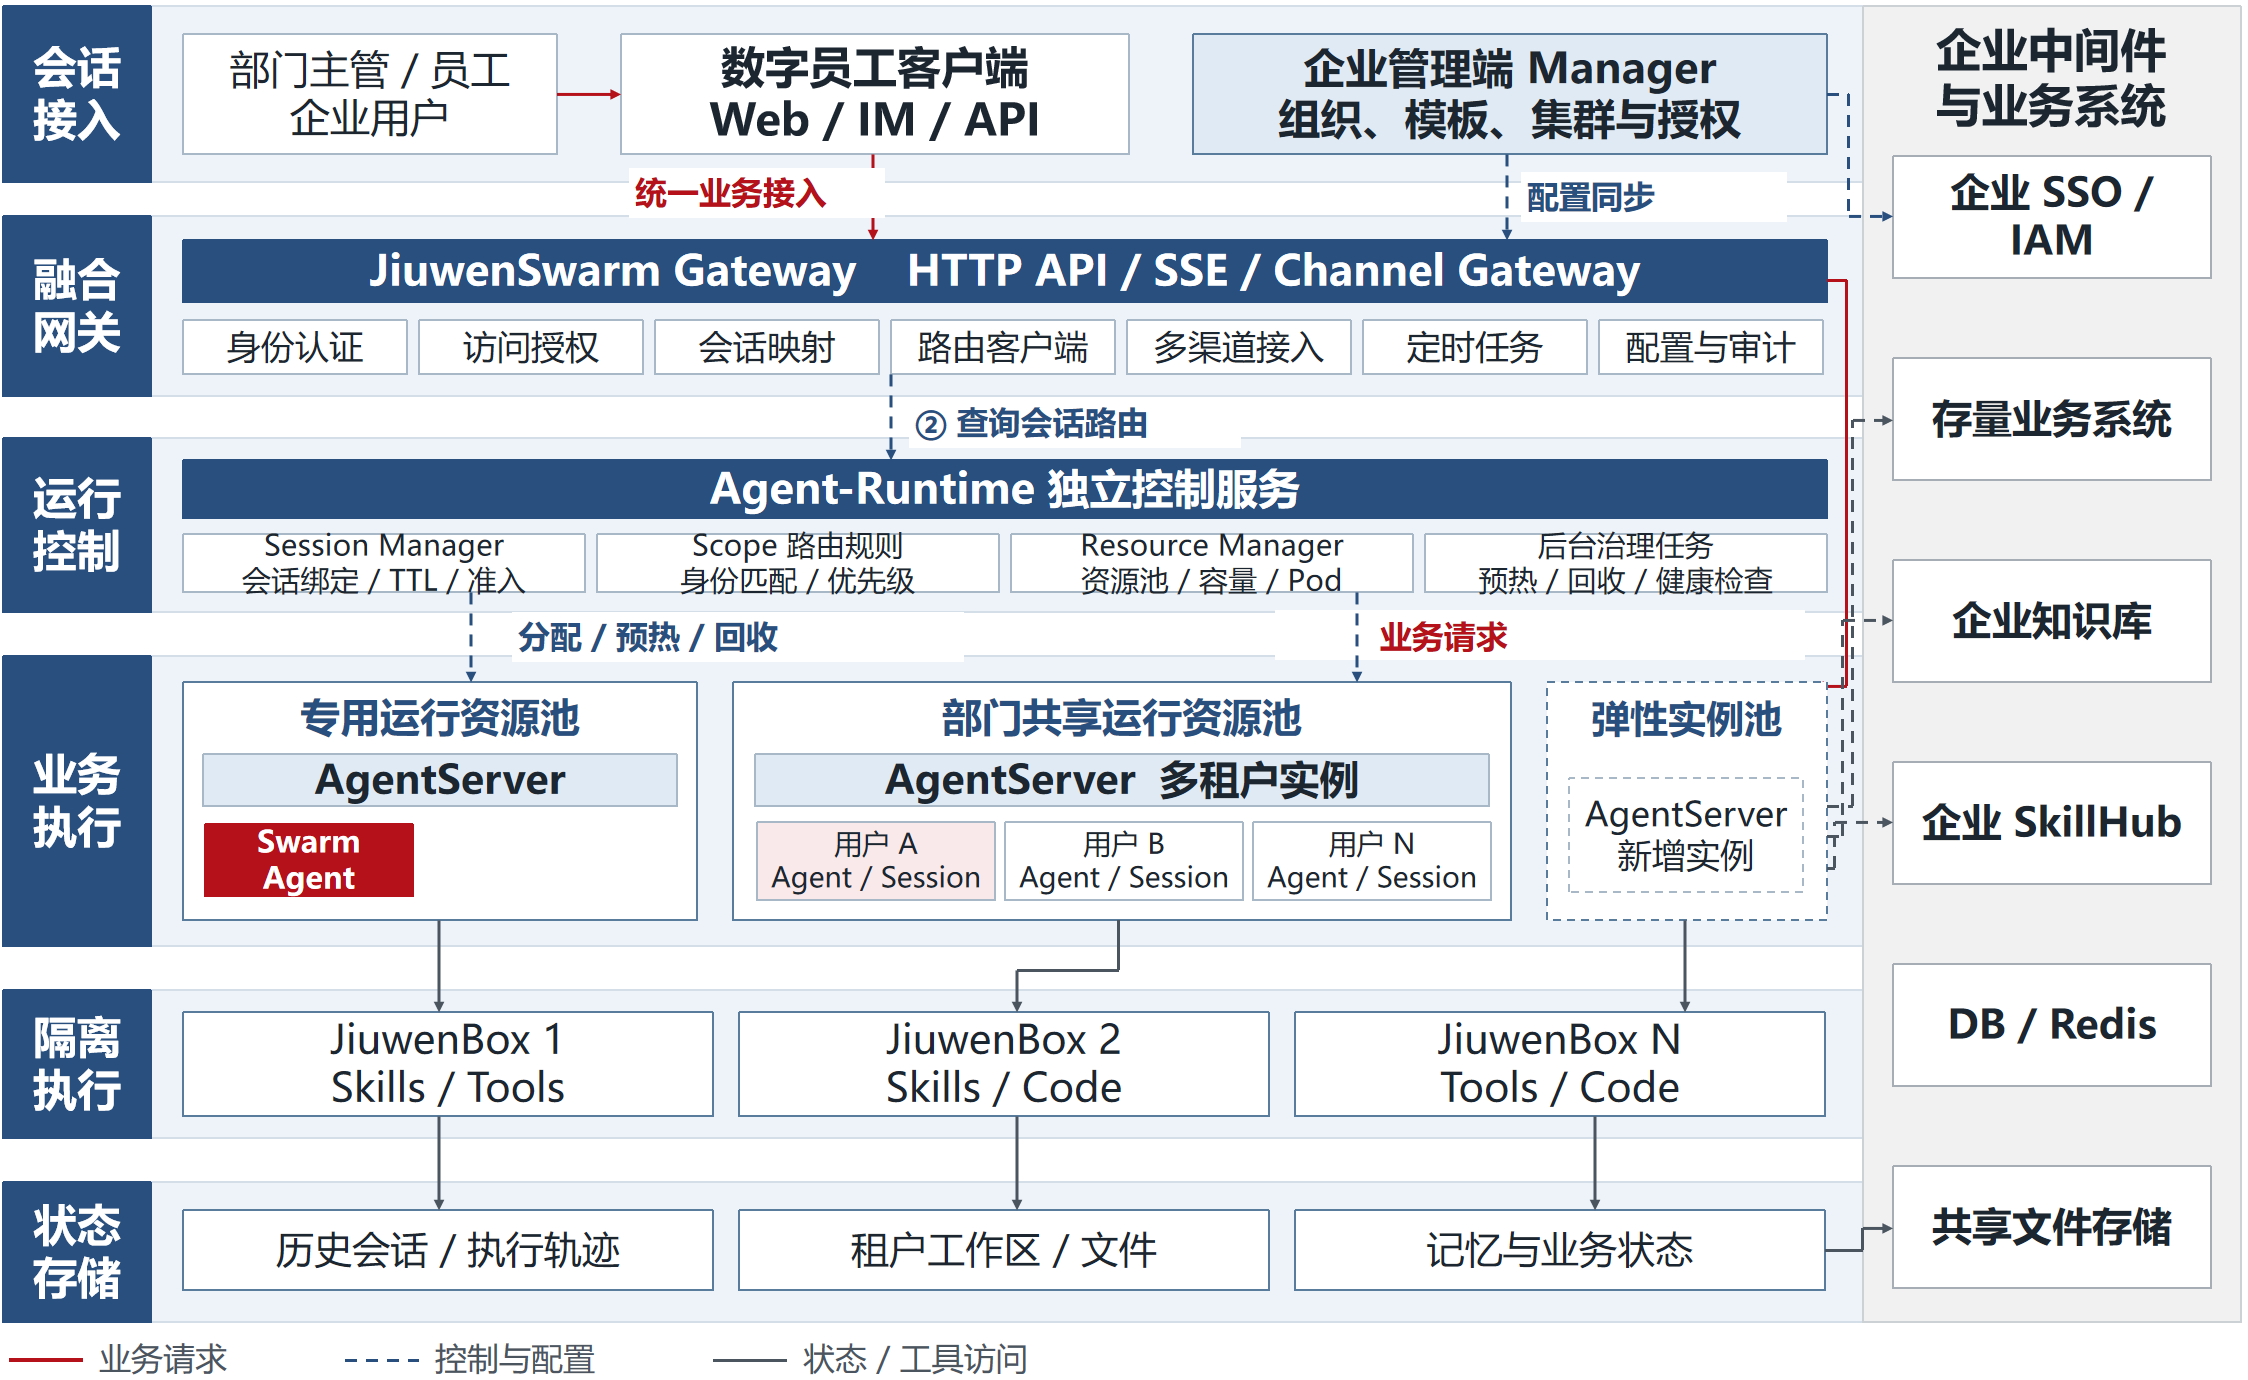 会话
接入
部门主管 / 员工
企业用户
数字员工客户端
Web / IM / API
企业管理端 Manager
组织、模板、集群与授权
企业中间件
与业务系统
统一业务接入
配置同步
企业 SSO /
IAM
融合
网关
JiuwenSwarm Gateway HTTP API / SSE / Channel Gateway
身份认证
访问授权
会话映射
路由客户端
多渠道接入
定时任务
配置与审计
② 查询会话路由
存量业务系统
运行
控制
Agent-Runtime 独立控制服务
Session Manager
会话绑定 / TTL / 准入
Scope 路由规则
身份匹配 / 优先级
Resource Manager
资源池 / 容量 / Pod
后台治理任务
预热 / 回收 / 健康检查
分配 / 预热 / 回收
业务请求
企业知识库
业务
执行
专用运行资源池
AgentServer
Swarm
Agent
部门共享运行资源池
AgentServer 多租户实例
用户 A
Agent / Session
用户 B
Agent / Session
用户 N
Agent / Session
弹性实例池
AgentServer
新增实例
企业 SkillHub
隔离
执行
JiuwenBox 1
Skills / Tools
JiuwenBox 2
Skills / Code
JiuwenBox N
Tools / Code
DB / Redis
状态
存储
历史会话 / 执行轨迹
租户工作区 / 文件
记忆与业务状态
共享文件存储
业务请求
控制与配置
状态 / 工具访问